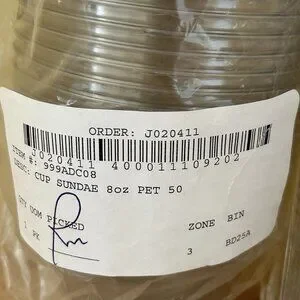 ORDER: J020411
J020411 400011109202
ITEM #: 999ADC08
DESC: CUP SUNDAE 8oz PET 50
QTY UOM PICKED ZONE BIN
1 PK 3 BD25A